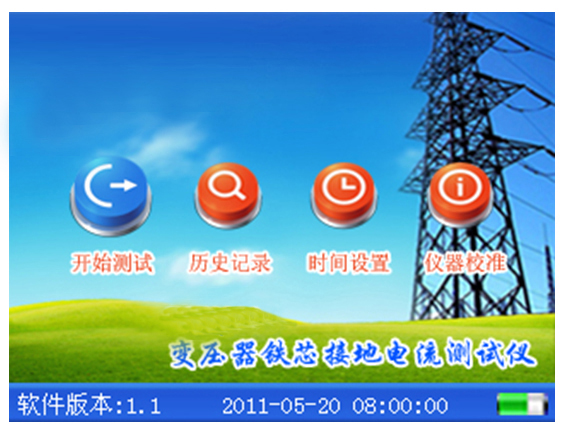 开始测试 历史记录 时间设置 仪器校准
变压器铁芯接地电流测试仪
软件版本:1.1 2011-05-20 08:00:00